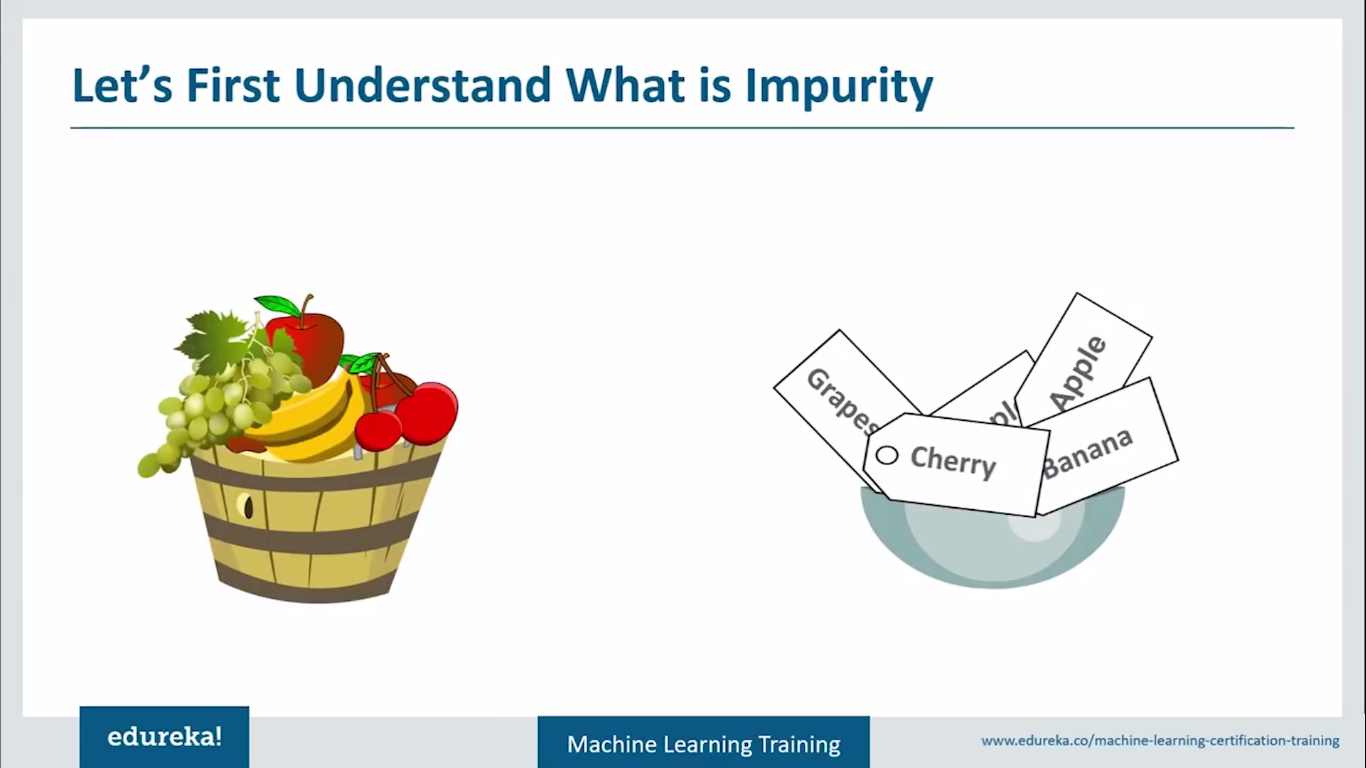 Let's First Understand What is Impurity
Grapes
Apple
Cherry
Banana
edureka!
Machine Learning Training
www.edureka.co/machine-learning-certification-training